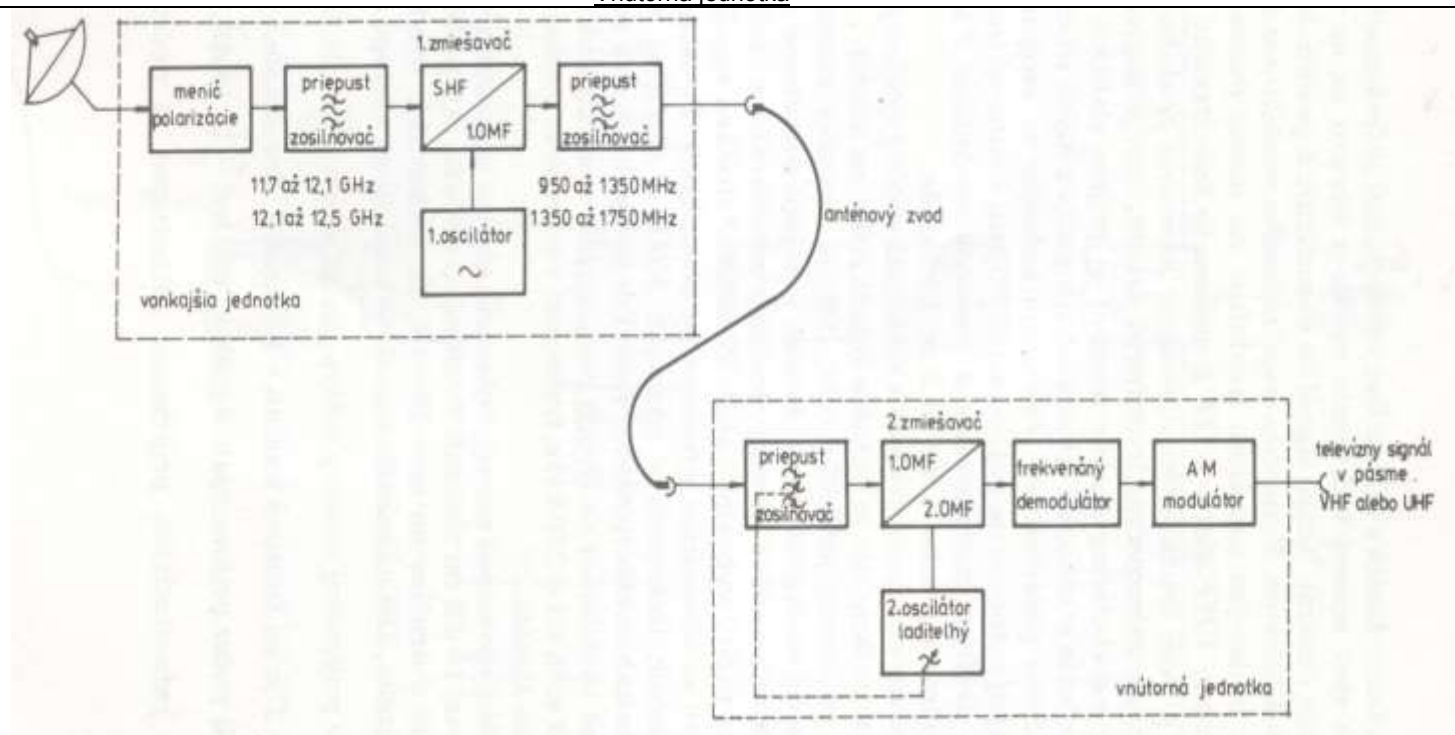 Vnútorná jednotka
1. zmiešavač
menič
polarizácie
priepust
zosilňovač
SHF
1.OMF
priepust
zosilňovač
11,7 až 12,1 GHz
12,1 až 12,5 GHz
950 až 1350 MHz
1350 až 1750 MHz
1. oscilátor
vonkajšia jednotka
anténový zvod
2 zmiešavač
priepust
zosilňovač
1.OMF
2.OMF
frekvenčný
demodulátor
AM
modulátor
televízny signál
v pásme.
VHF alebo UHF
2. oscilátor
laditeľný
vnútorná jednotka